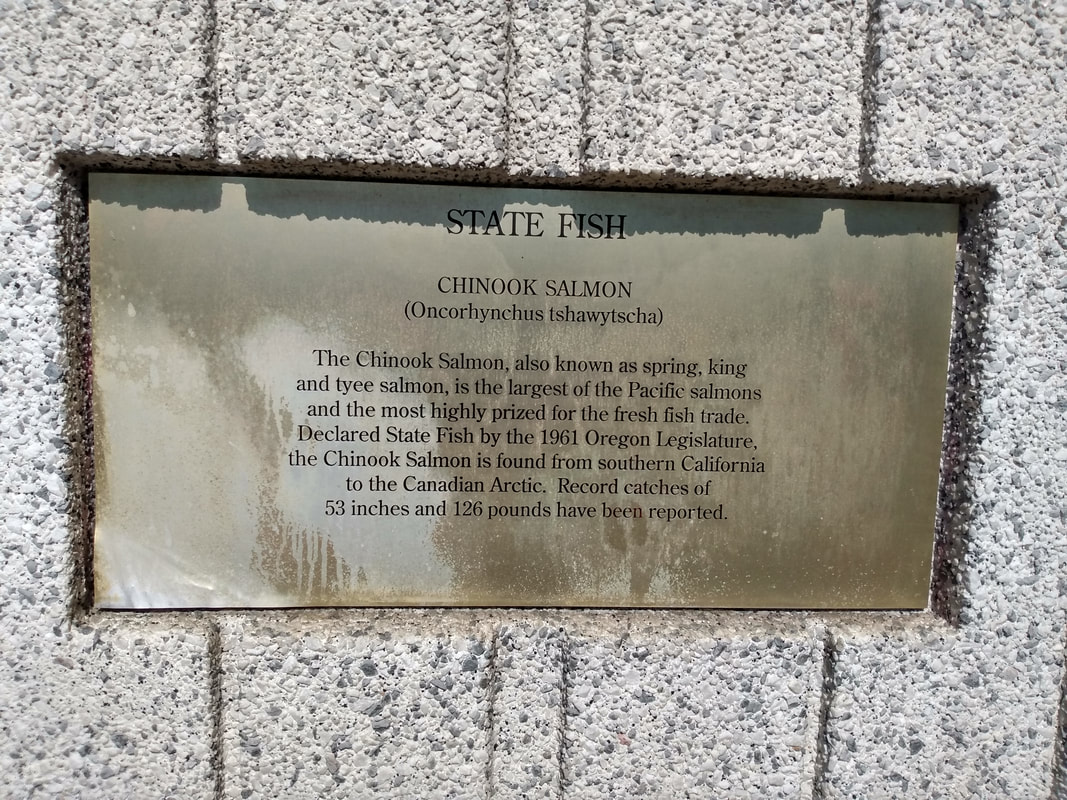 STATE FISH
CHINOOK SALMON
(Oncorhynchus tshawytscha)
The Chinook Salmon, also known as spring, king
and tyee salmon, is the largest of the Pacific salmons
and the most highly prized for the fresh fish trade.
Declared State Fish by the 1961 Oregon Legislature,
the Chinook Salmon is found from southern California
to the Canadian Arctic. Record catches of
53 inches and 126 pounds have been reported.